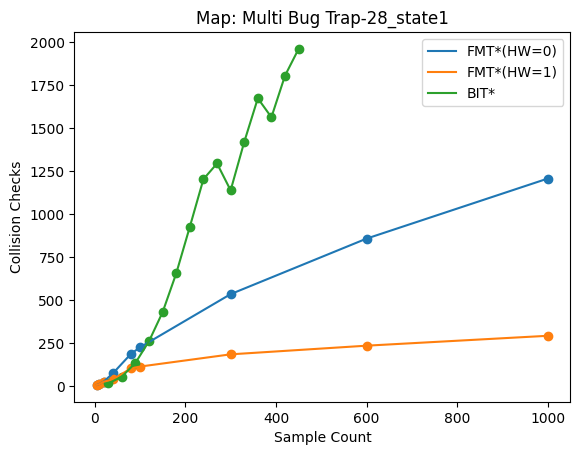 Map: Multi Bug Trap-28_state1
FMT*(HW=0)
FMT*(HW=1)
BIT*
Collision Checks
2000
1750
1500
1250
1000
750
500
250
0
0
200
400
600
800
1000
Sample Count